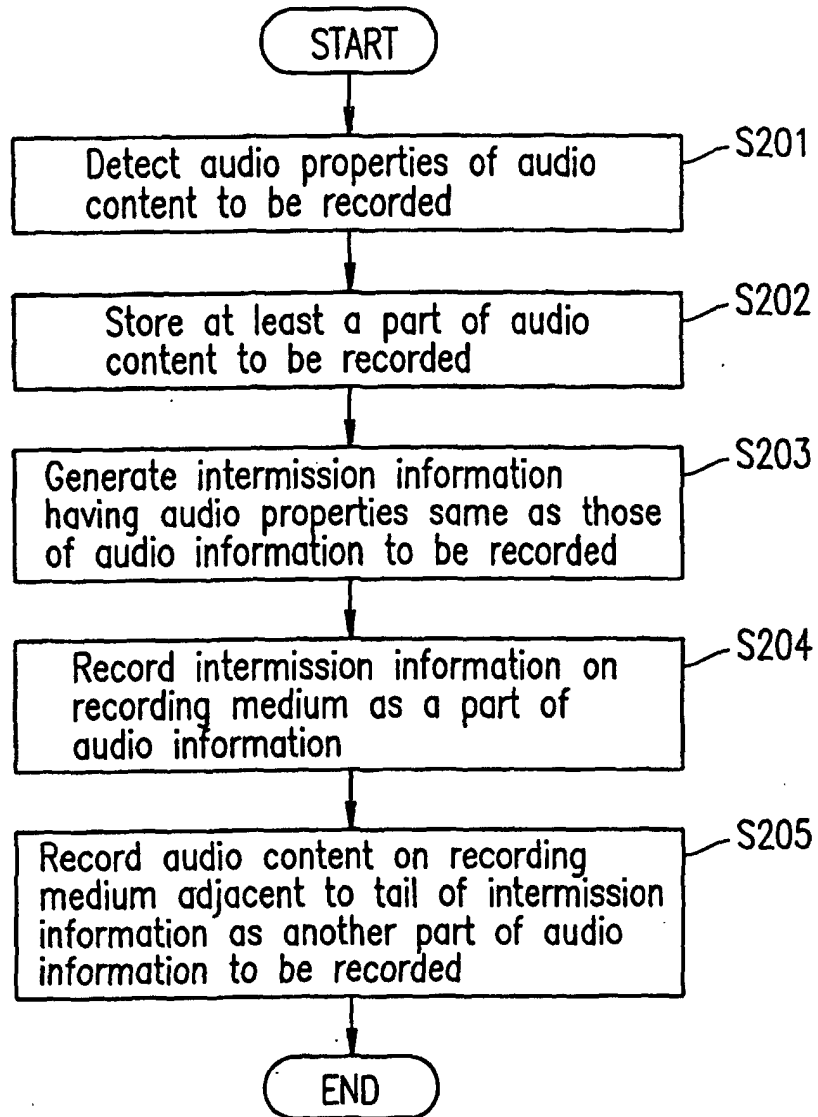 START
Detect audio properties of audio
content to be recorded
S201
Store at least a part of audio
content to be recorded
S202
Generate intermission information
having audio properties same as those
of audio information to be recorded
S203
Record intermission information on
recording medium as a part of
audio information
S204
Record audio content on recording
medium adjacent to tail of intermission
information as another part of audio
information to be recorded
S205
END